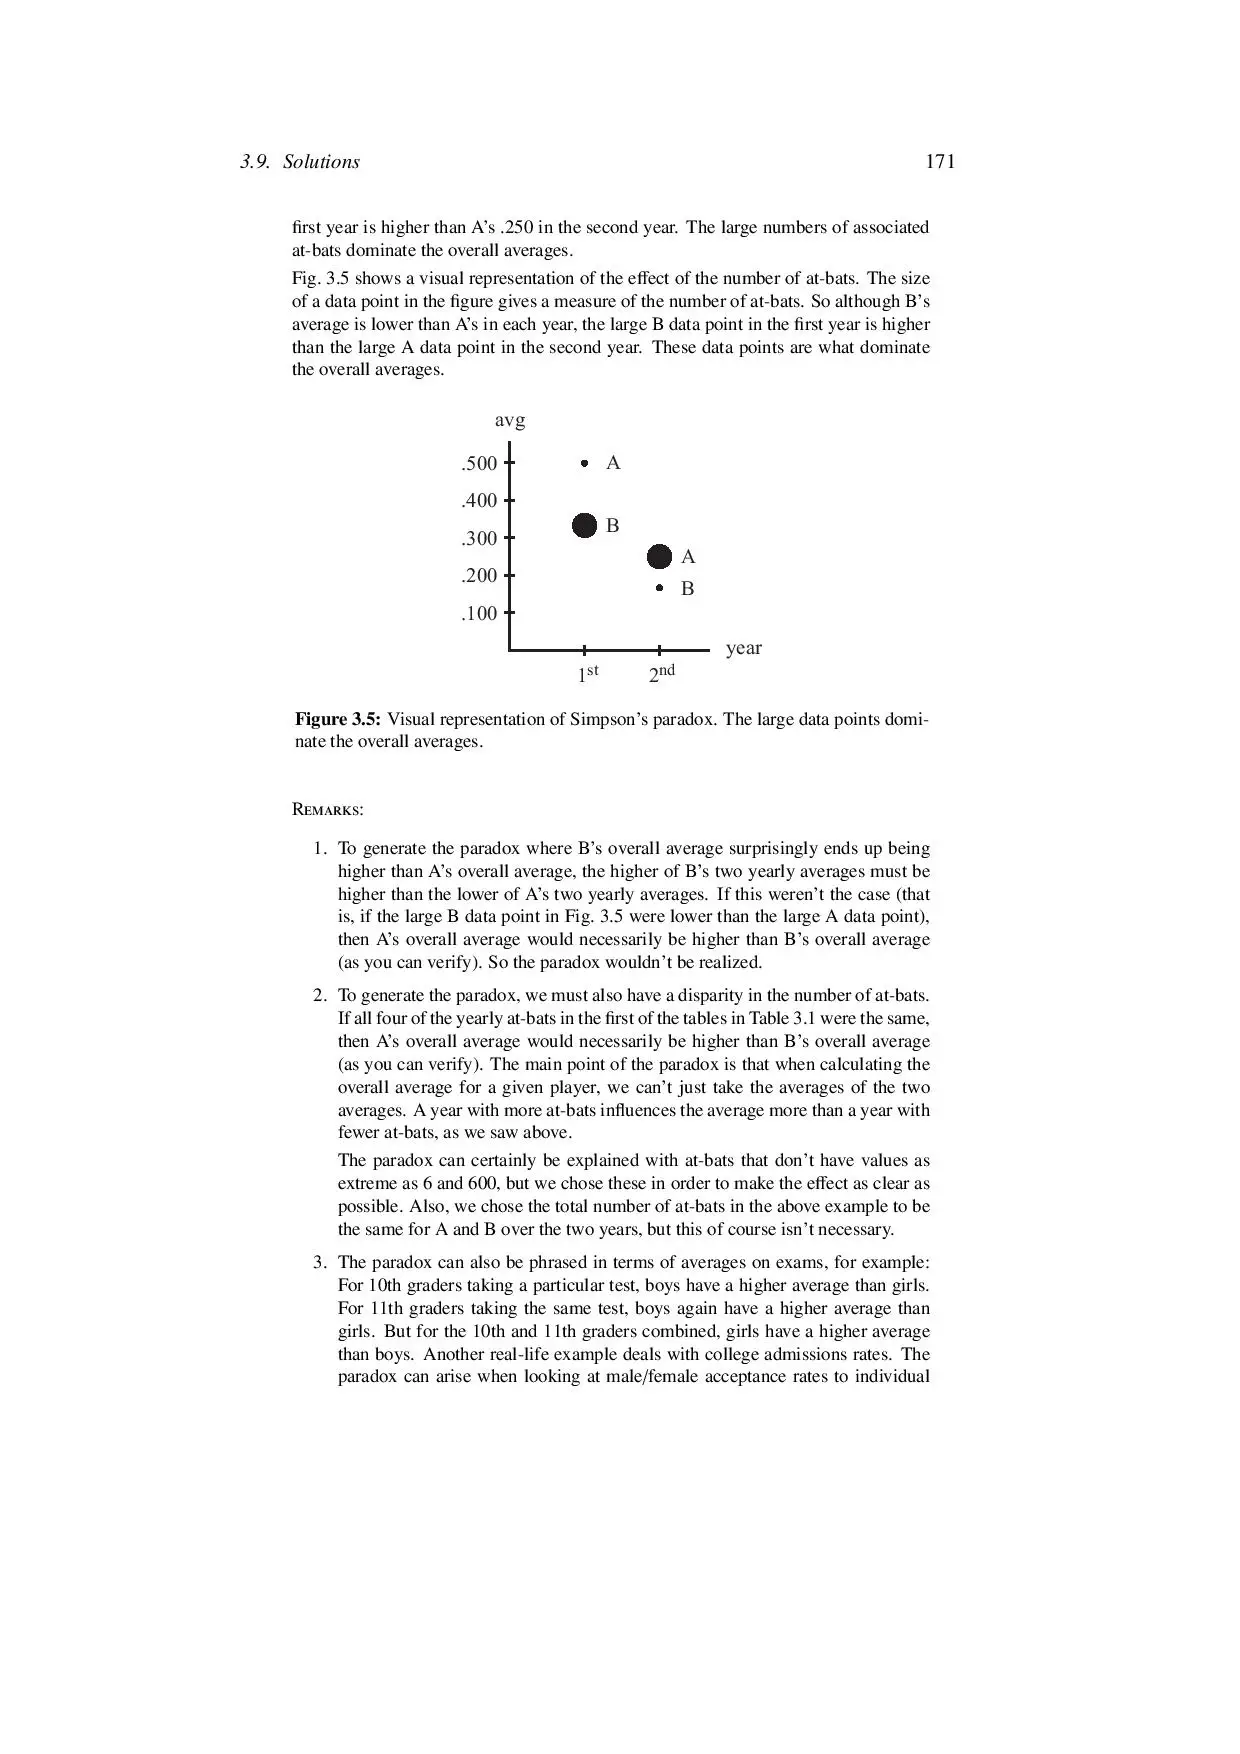 3.9. Solutions 171
first year is higher than A’s .250 in the second year. The large numbers of associated
at-bats dominate the overall averages.
Fig. 3.5 shows a visual representation of the effect of the number of at-bats. The size
of a data point in the figure gives a measure of the number of at-bats. So although B’s
average is lower than A’s in each year, the large B data point in the first year is higher
than the large A data point in the second year. These data points are what dominate
the overall averages.
avg
.500
A
.400
B
.300
A
.200
B
.100
year
1st 2nd
Figure 3.5: Visual representation of Simpson’s paradox. The large data points domi-
nate the overall averages.
Remarks:
1. To generate the paradox where B’s overall average surprisingly ends up being
higher than A’s overall average, the higher of B’s two yearly averages must be
higher than the lower of A’s two yearly averages. If this weren’t the case (that
is, if the large B data point in Fig. 3.5 were lower than the large A data point),
then A’s overall average would necessarily be higher than B’s overall average
(as you can verify). So the paradox wouldn’t be realized.
2. To generate the paradox, we must also have a disparity in the number of at-bats.
If all four of the yearly at-bats in the first of the tables in Table 3.1 were the same,
then A’s overall average would necessarily be higher than B’s overall average
(as you can verify). The main point of the paradox is that when calculating the
overall average for a given player, we can’t just take the averages of the two
averages. A year with more at-bats influences the average more than a year with
fewer at-bats, as we saw above.
The paradox can certainly be explained with at-bats that don’t have values as
extreme as 6 and 600, but we chose these in order to make the effect as clear as
possible. Also, we chose the total number of at-bats in the above example to be
the same for A and B over the two years, but this of course isn’t necessary.
3. The paradox can also be phrased in terms of averages on exams, for example:
For 10th graders taking a particular test, boys have a higher average than girls.
For 11th graders taking the same test, boys again have a higher average than
girls. But for the 10th and 11th graders combined, girls have a higher average
than boys. Another real-life example deals with college admissions rates. The
paradox can arise when looking at male/female acceptance rates to individual